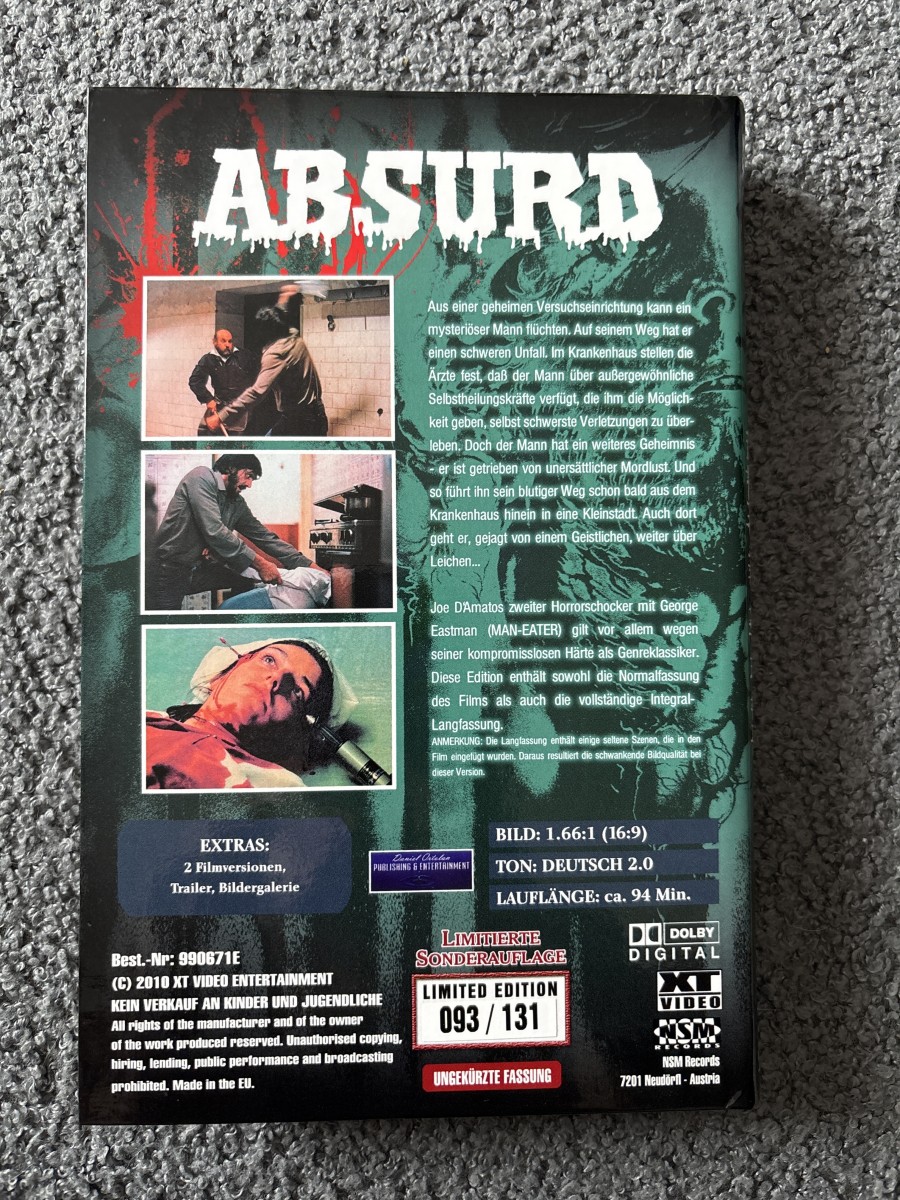 ABSURD
Aus einer geheimen Versuchseinrichtung kann ein
mysteriöser Mann flüchten. Auf seinem Weg hat er
einen schweren Unfall. Im Krankenhaus stellen die
Ärzte fest, daß der Mann über außergewöhnliche
Selbstheilungskräfte verfügt, die ihm die Möglich-
keit geben, selbst schwerste Verletzungen zu über-
leben. Doch der Mann hat ein weiteres Geheimnis
- er ist getrieben von unersättlicher Mordlust. Und
so führt ihn sein blutiger Weg schon bald aus dem
Krankenhaus hinein in eine Kleinstadt. Auch dort
geht er, gejagt von einem Geistlichen, weiter über
Leichen...
Joe D'Amatos zweiter Horrorschocker mit George
Eastman (MAN-EATER) gilt vor allem wegen
seiner kompromisslosen Härte als Genreklassiker.
Diese Edition enthält sowohl die Normalfassung
des Films als auch die vollständige Integral-
Langfassung.
ANMERKUNG: Die Langfassung enthält einige seltene Szenen, die in den
Film eingefügt wurden. Daraus resultiert die schwankende Bildqualität bei
dieser Version.
EXTRAS:
2 Filmversionen,
Trailer, Bildergalerie
Daniel
PUBLISHING & ENTERTAINMENT
BILD: 1.66:1 (16:9)
TON: DEUTSCH 2.0
LAUFLÄNGE: ca. 94 Min.
Best.-Nr: 990671E
(C) 2010 XT VIDEO ENTERTAINMENT
KEIN VERKAUF AN KINDER UND JUGENDLICHE
All rights of the manufacturer and of the owner
of the work produced reserved. Unauthorised copying,
hiring, lending, public performance and broadcasting
prohibited. Made in the EU.
LIMITIERTE
SONDERAUFLAGE
LIMITED EDITION
093 / 131
UNGEKÜRZTE FASSUNG
DOLBY
DIGITAL
XT
VIDEO
NSM
RECORDS
NSM Records
7201 Neudörfl - Austria